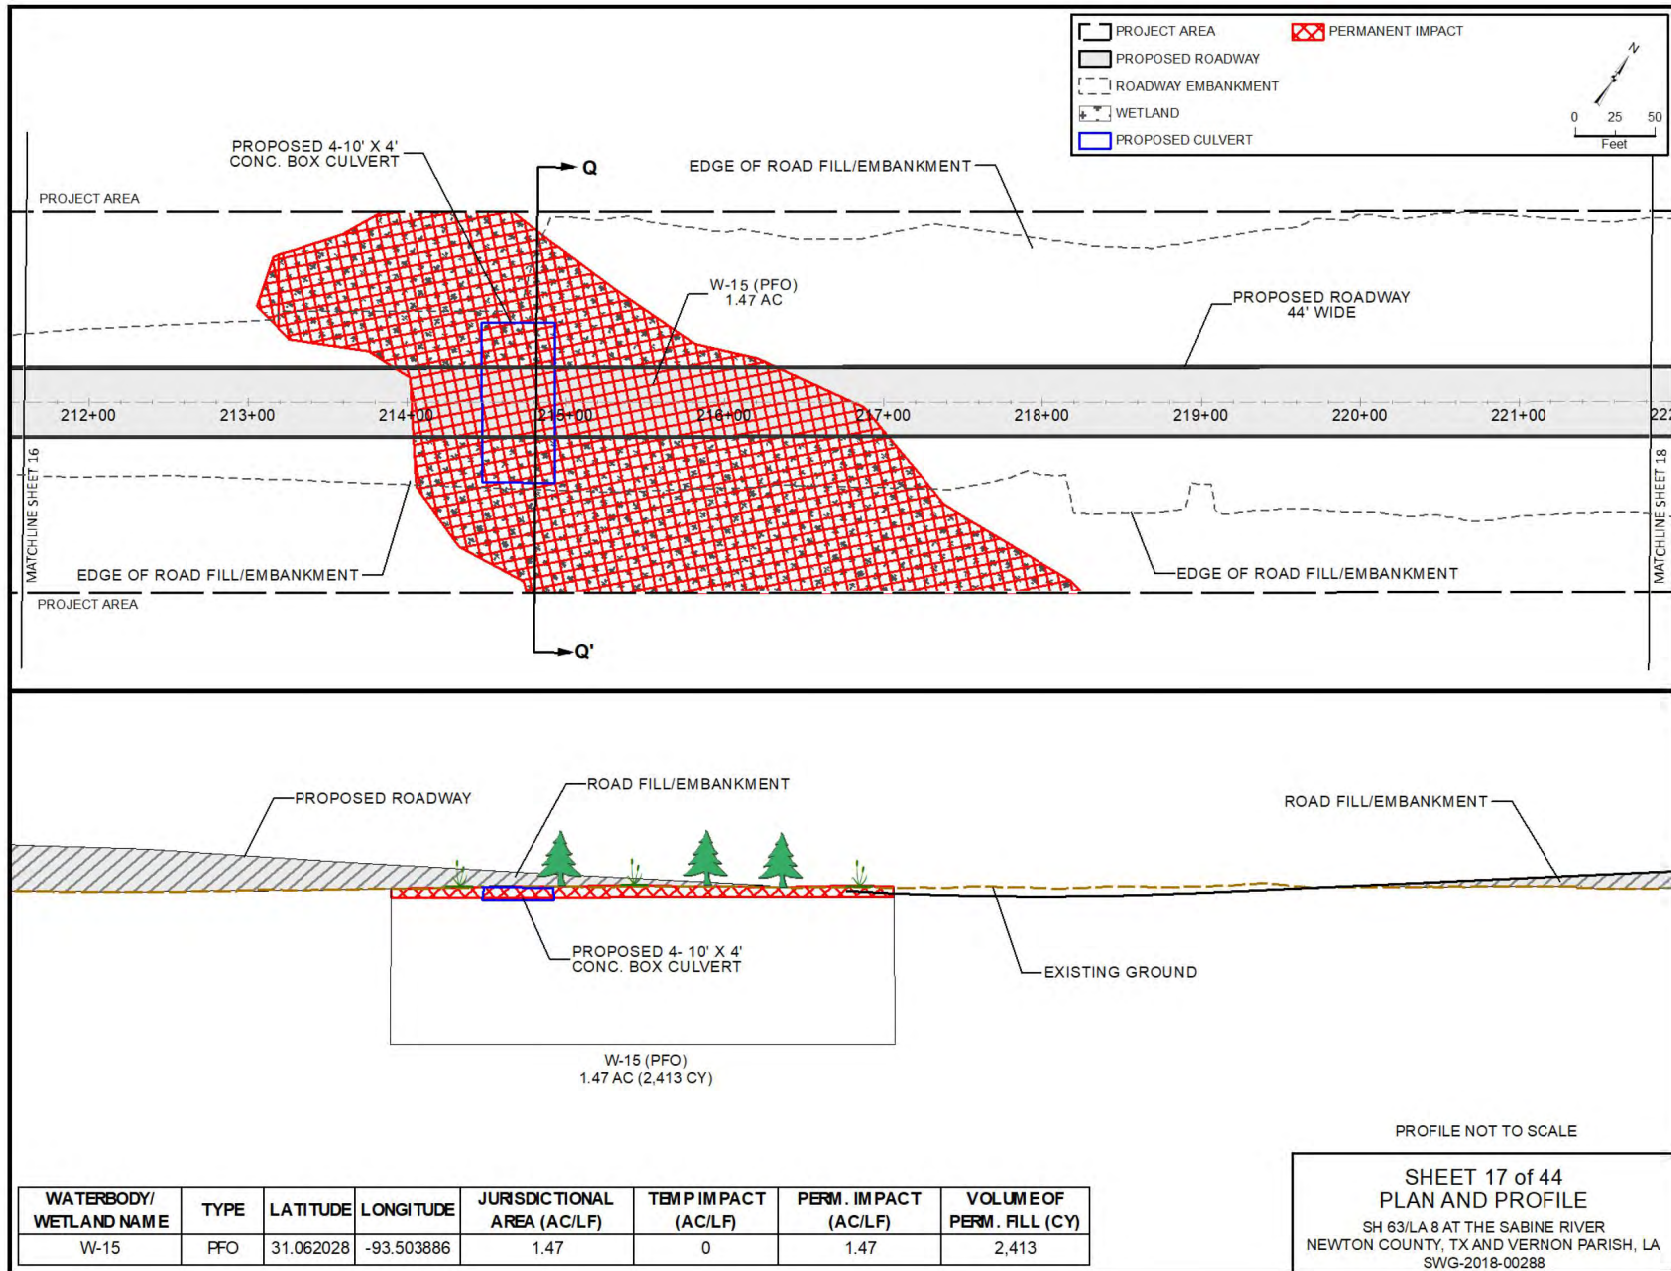 PROJECT AREA
PERMANENT IMPACT
PROPOSED ROADWAY
ROADWAY EMBANKMENT
WETLAND
PROPOSED CULVERT
N
0 25 50
Feet
PROPOSED 4-10' X 4'
CONC. BOX CULVERT
Q
EDGE OF ROAD FILL/EMBANKMENT
PROJECT AREA
W-15 (PFO)
1.47 AC
PROPOSED ROADWAY
44' WIDE
212+00 213+00 214+00 215+00 216+00 217+00 218+00 219+00 220+00 221+00 222
MATCHLINE SHEET 16
MATCHLINE SHEET 18
EDGE OF ROAD FILL/EMBANKMENT
EDGE OF ROAD FILL/EMBANKMENT
PROJECT AREA
Q'
PROPOSED ROADWAY
ROAD FILL/EMBANKMENT
ROAD FILL/EMBANKMENT
PROPOSED 4- 10' X 4'
CONC. BOX CULVERT
EXISTING GROUND
W-15 (PFO)
1.47 AC (2,413 CY)
PROFILE NOT TO SCALE
WATERBODY/ WETLAND NAME TYPE LATITUDE LONGITUDE JURISDICTIONAL AREA (AC/LF) TEMP IMPACT (AC/LF) PERM. IMPACT (AC/LF) VOLUME OF PERM. FILL (CY)
W-15 PFO 31.062028 -93.503886 1.47 0 1.47 2,413
SHEET 17 of 44
PLAN AND PROFILE
SH 63/LA 8 AT THE SABINE RIVER
NEWTON COUNTY, TX AND VERNON PARISH, LA
SWG-2018-00288